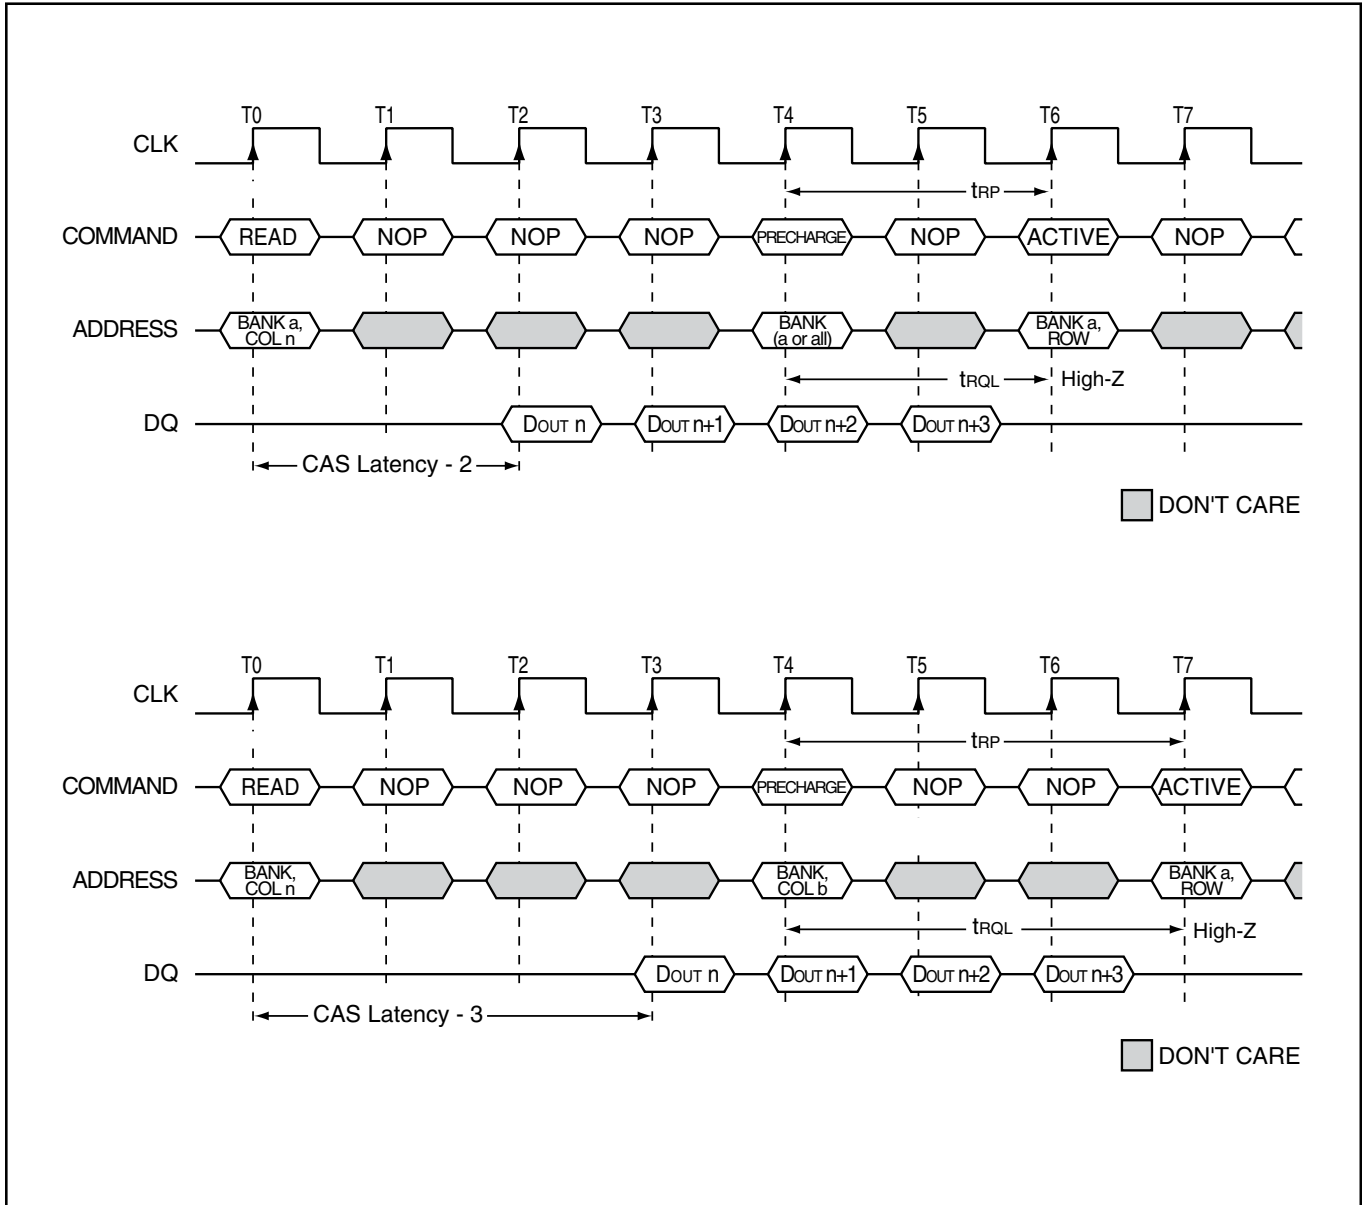 T0 T1 T2 T3 T4 T5 T6 T7
CLK
tRP
COMMAND READ NOP NOP NOP PRECHARGE NOP ACTIVE NOP
ADDRESS BANK a, COL n BANK (a or all) BANK a, ROW
tRQL High-Z
DQ DOUT n DOUT n+1 DOUT n+2 DOUT n+3
CAS Latency - 2
DON'T CARE
T0 T1 T2 T3 T4 T5 T6 T7
CLK
tRP
COMMAND READ NOP NOP NOP PRECHARGE NOP NOP ACTIVE
ADDRESS BANK, COL n BANK, COL b BANK a, ROW
tRQL High-Z
DQ DOUT n DOUT n+1 DOUT n+2 DOUT n+3
CAS Latency - 3
DON'T CARE